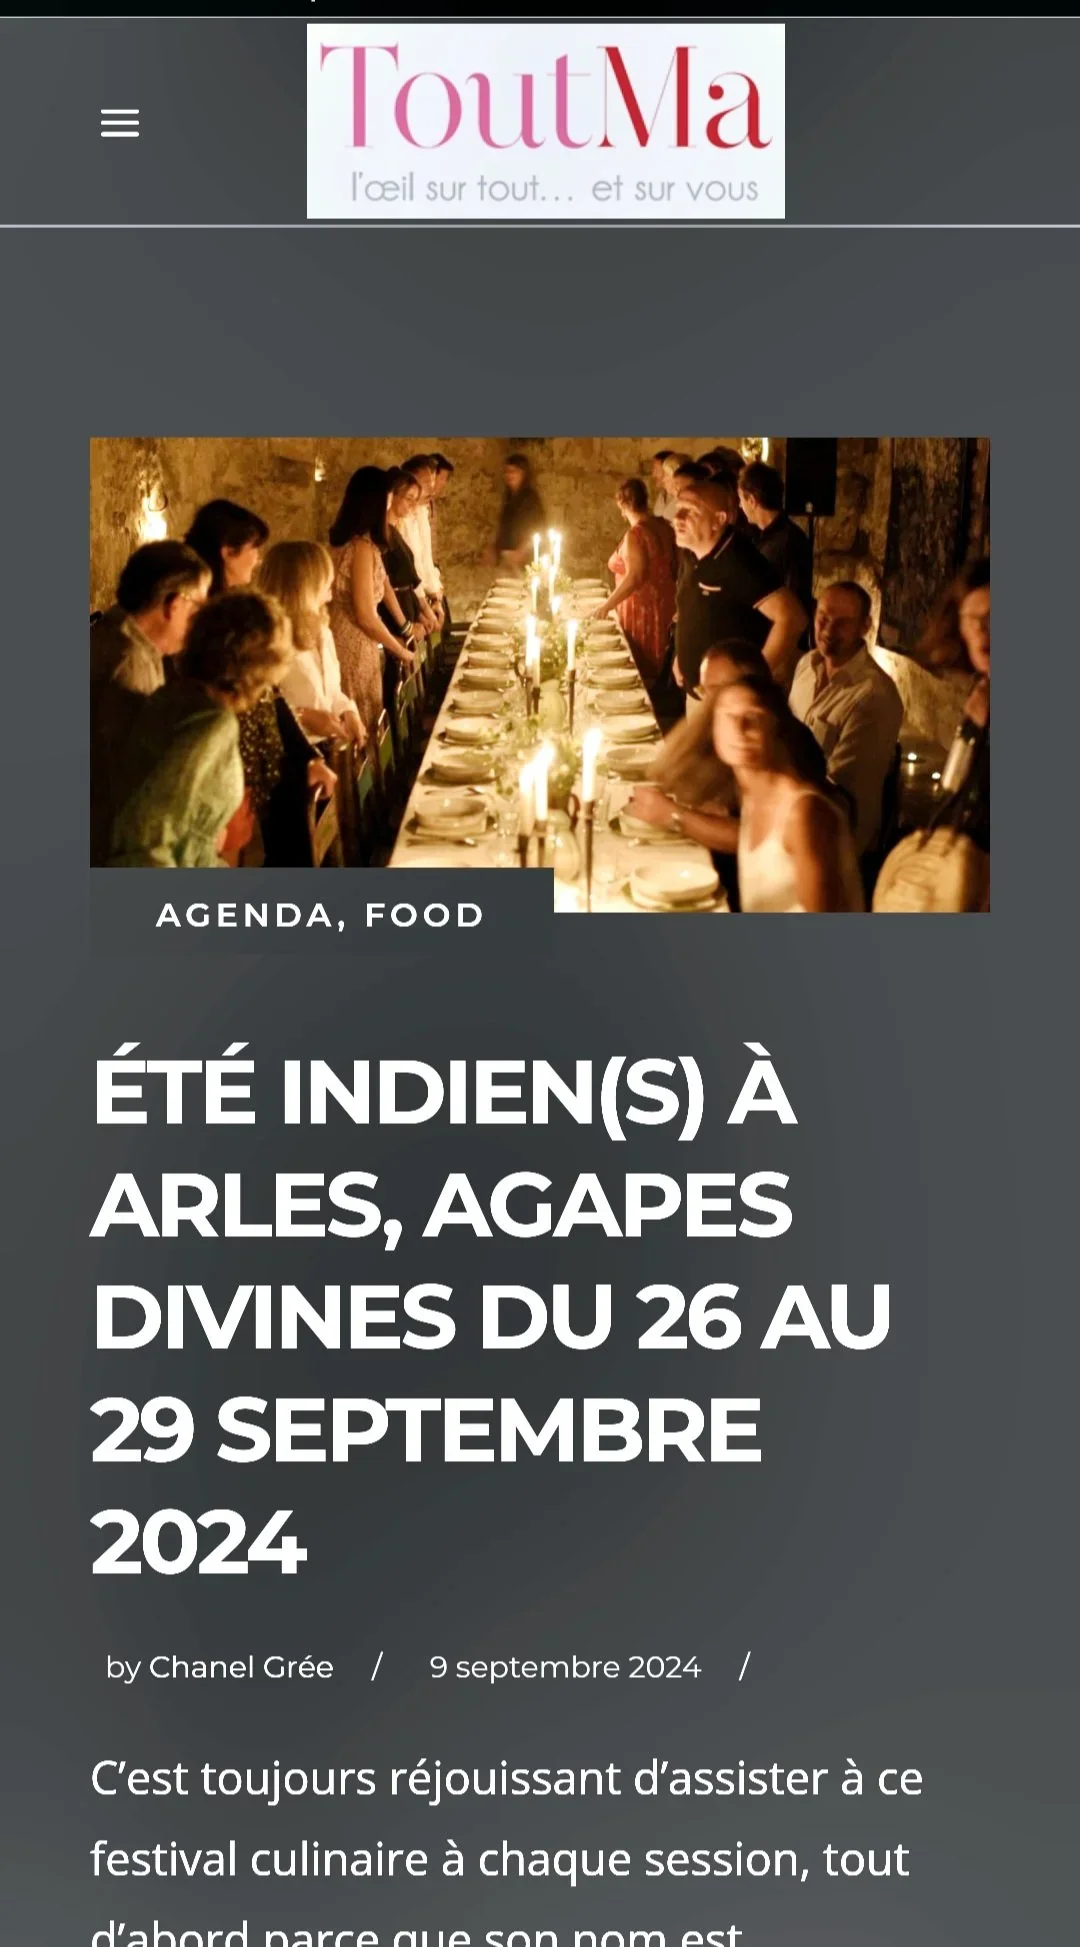 ToutMa
l'œil sur tout... et sur vous
AGENDA, FOOD
ÉTÉ INDIEN(S) À
ARLES, AGAPES
DIVINES DU 26 AU
29 SEPTEMBRE
2024
by Chanel Grée / 9 septembre 2024 /
C’est toujours réjouissant d’assister à ce
festival culinaire à chaque session, tout
d’abord parce que son nom est